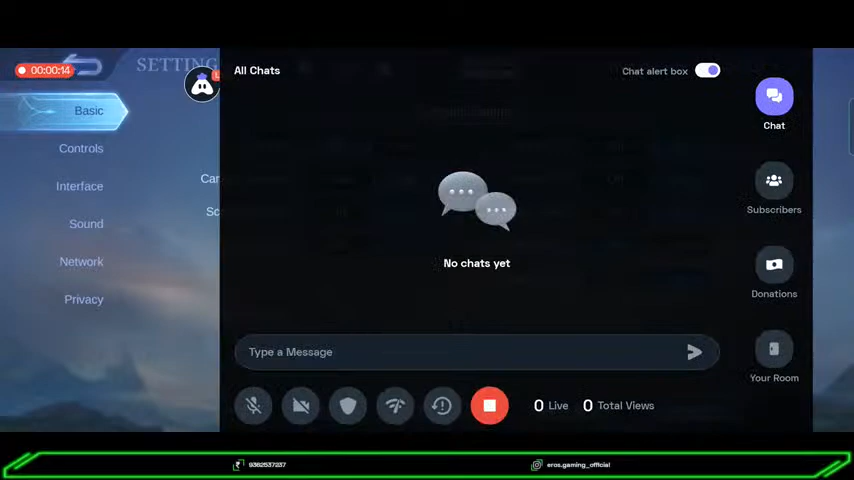 00:00:14
SETTING
All Chats
Chat alert box
Basic
Chat
Controls
Interface
Subscribers
Sound
Network
No chats yet
Donations
Privacy
Type a Message
Your Room
0 Live
0 Total Views
9362537237
eros.gaming_official